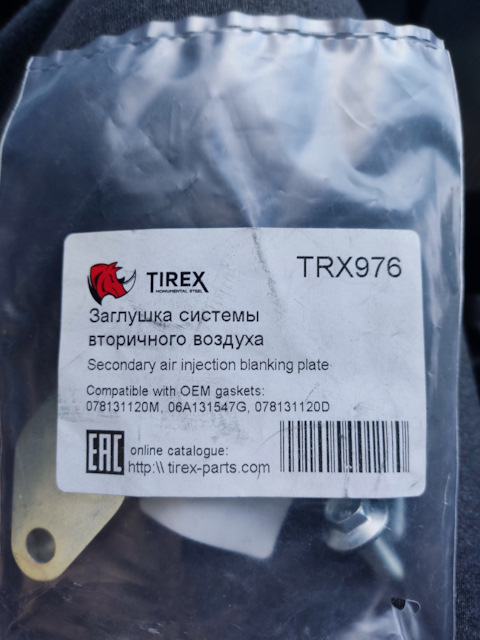 TIREX
MONUMENTAL STEEL
TRX976
Заглушка системы
вторичного воздуха
Secondary air injection blanking plate
Compatible with OEM gaskets:
078131120M, 06A131547G, 078131120D
EAC
online catalogue:
http:\\ tirex-parts.com